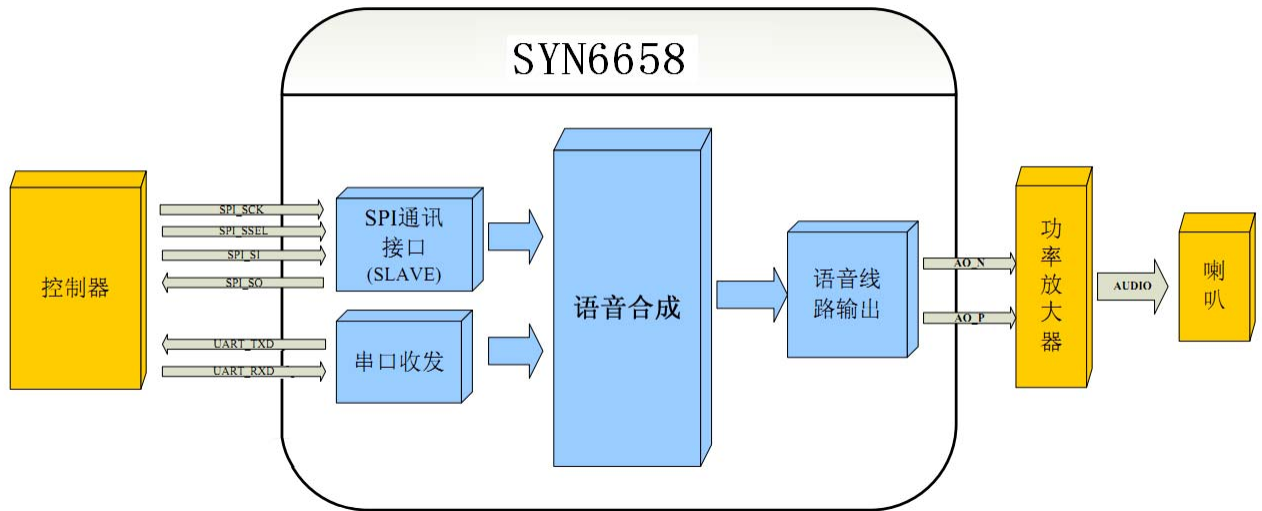 SYN6658
控制器
SPI_SCK
SPI_SSEL
SPI_SI
SPI_SO
UART_TXD
UART_RXD
SPI通讯
接口
(SLAVE)
串口收发
语音合成
语音线
路输出
AO_N
AO_P
功
率
放
大
器
AUDIO
喇
叭